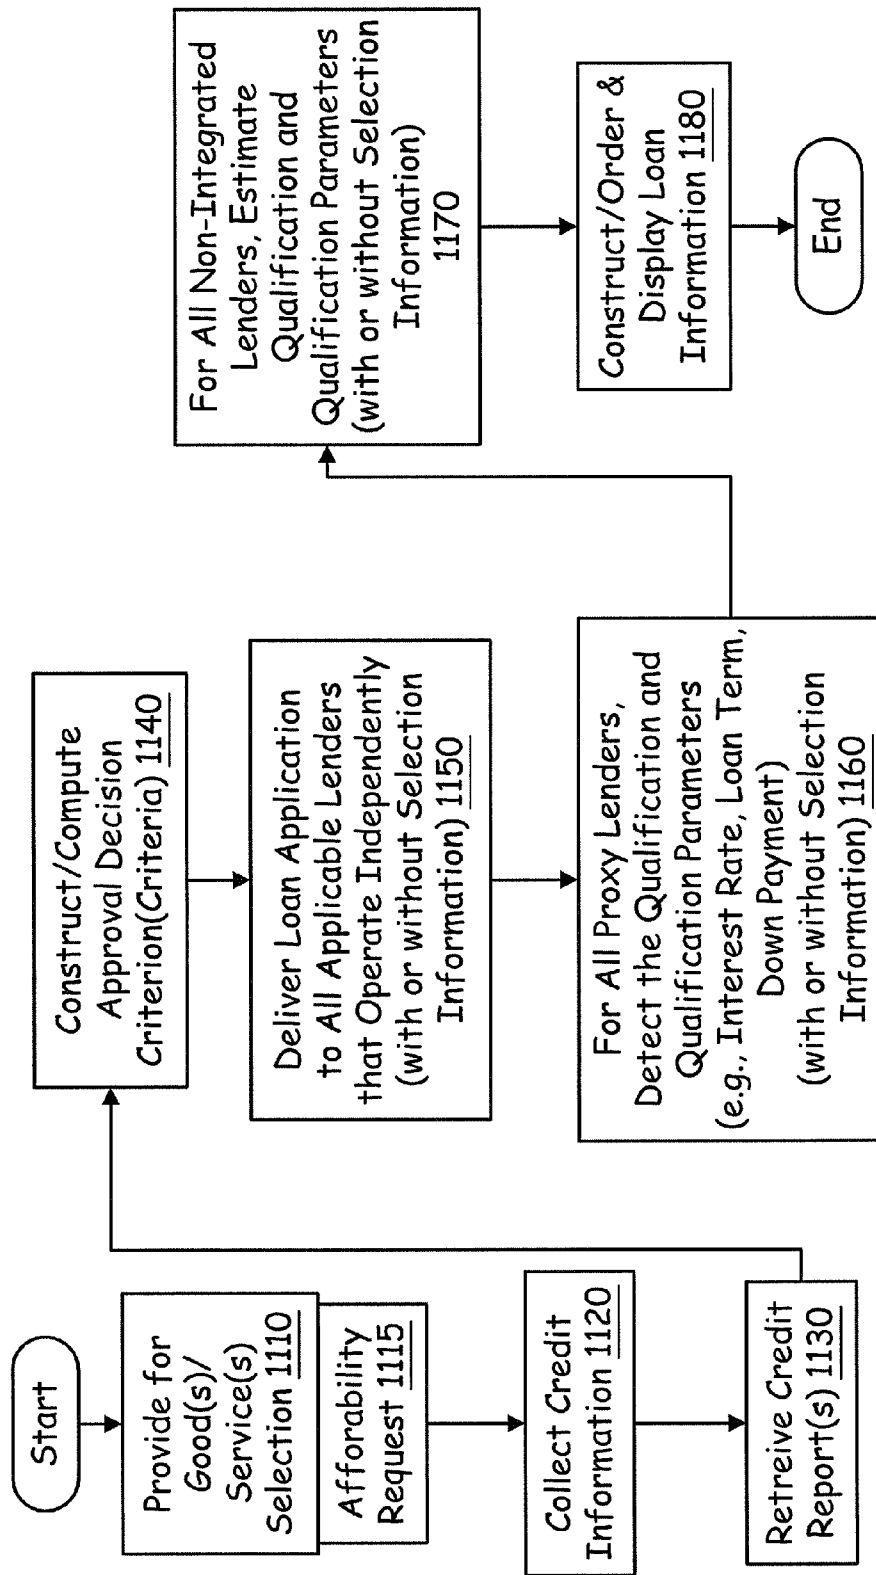 Start
Provide for
Good(s)/
Service(s)
Selection 1110
Afforability
Request 1115
Collect Credit
Information 1120
Retreive Credit
Report(s) 1130
Construct/Compute
Approval Decision
Criterion(Criteria) 1140
Deliver Loan Application
to All Applicable Lenders
that Operate Independently
(with or without Selection
Information) 1150
For All Proxy Lenders,
Detect the Qualification and
Qualification Parameters
(e.g., Interest Rate, Loan Term,
Down Payment)
(with or without Selection
Information) 1160
For All Non-Integrated
Lenders, Estimate
Qualification and
Qualification Parameters
(with or without Selection
Information)
1170
Construct/Order &
Display Loan
Information 1180
End